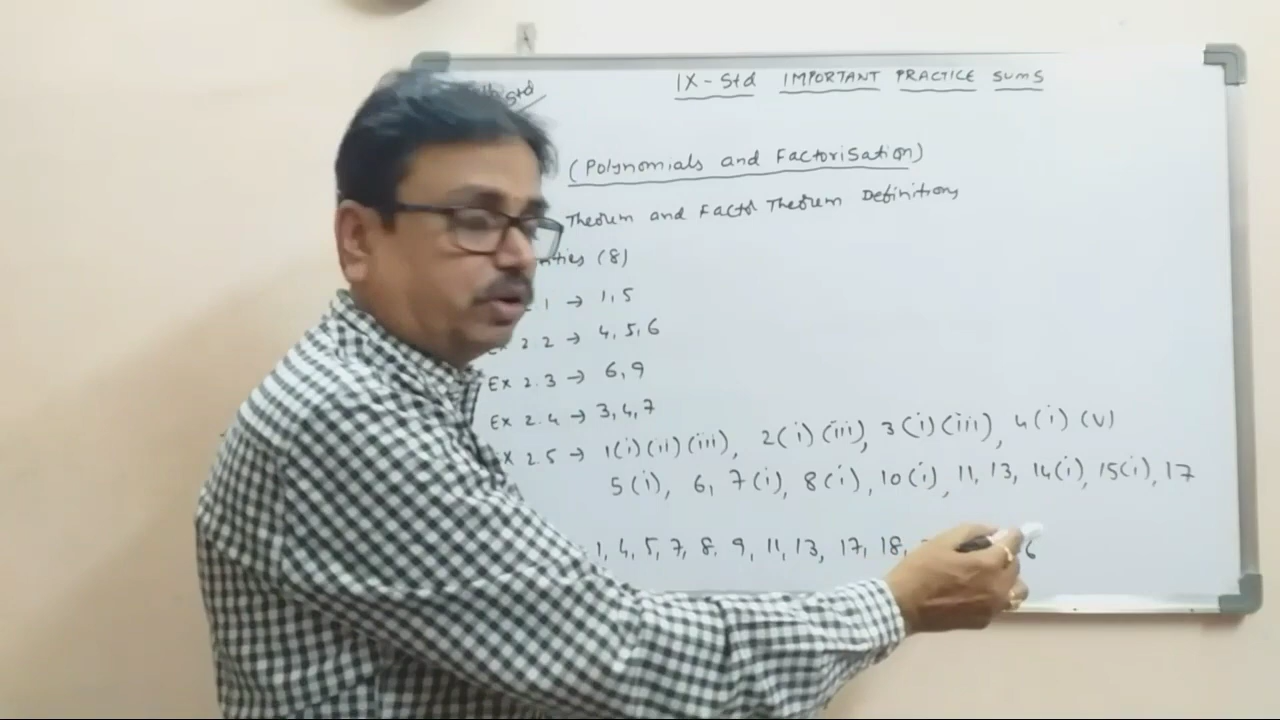 IX - Std IMPORTANT PRACTICE SUMS
Std
(Polynomials and Factorisation)
Theorem and Factor Theorem Definitions
(8)
1 → 1, 5
2.2 → 4, 5, 6
Ex 2.3 → 6, 9
Ex 2.4 → 3, 4, 7
Ex 2.5 → 1(i)(ii)(iii), 2(i)(iii), 3(i)(iii), 4(i)(v)
5(i), 6, 7(i), 8(i), 10(i), 11, 13, 14(i), 15(i), 17
1, 4, 5, 7, 8, 9, 11, 13, 17, 18,